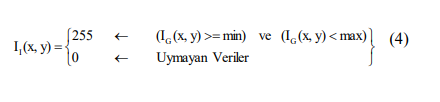 I₁(x, y) = {255 ← (I_G(x, y) >= min) ve (I_G(x, y) < max)} (4)
{0 ← Uymayan Veriler}